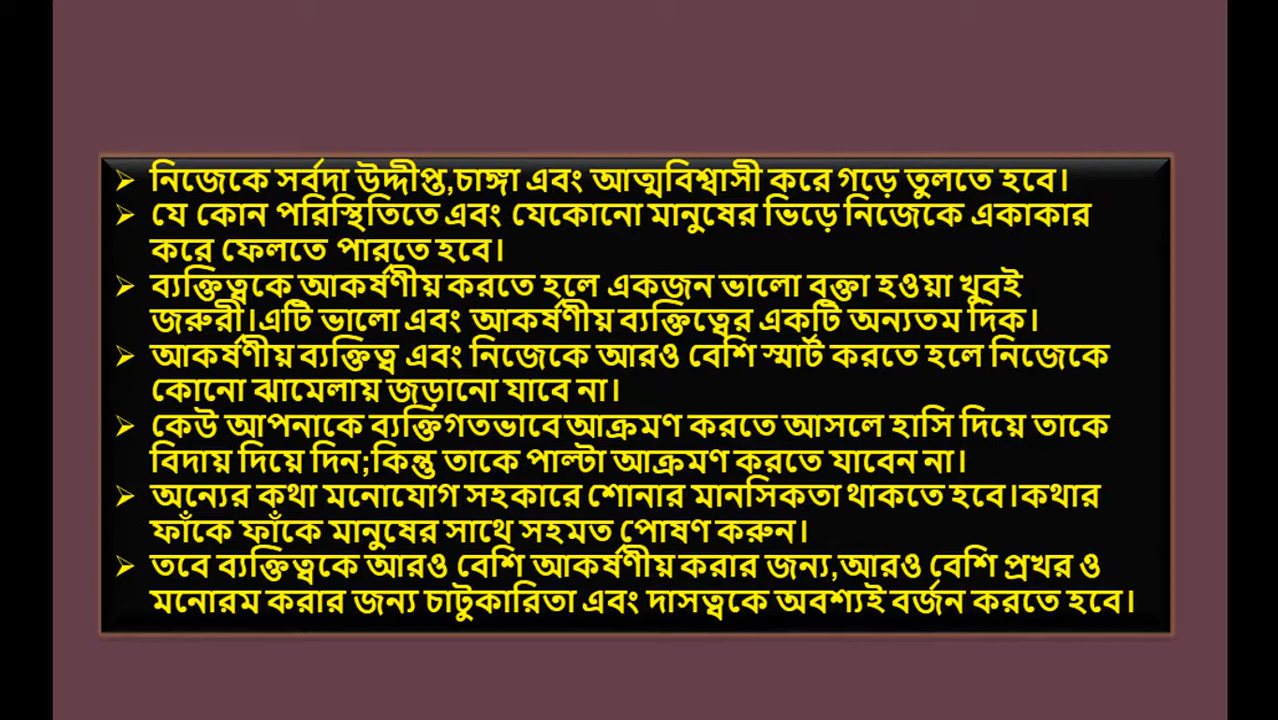 ➢ নিজেকে সর্বদা উদ্দীপ্ত,চাঙ্গা এবং আত্মবিশ্বাসী করে গড়ে তুলতে হবে।
➢ যে কোন পরিস্থিতিতে এবং যেকোনো মানুষের ভিড়ে নিজেকে একাকার
করে ফেলতে পারতে হবে।
➢ ব্যক্তিত্বকে আকর্ষণীয় করতে হলে একজন ভালো বক্তা হওয়া খুবই
জরুরী।এটি ভালো এবং আকর্ষণীয় ব্যক্তিত্বের একটি অন্যতম দিক।
➢ আকর্ষণীয় ব্যক্তিত্ব এবং নিজেকে আরও বেশি স্মার্ট করতে হলে নিজেকে
কোনো ঝামেলায় জড়ানো যাবে না।
➢ কেউ আপনাকে ব্যক্তিগতভাবে আক্রমণ করতে আসলে হাসি দিয়ে তাকে
বিদায় দিয়ে দিন;কিন্তু তাকে পাল্টা আক্রমণ করতে যাবেন না।
➢ অন্যের কথা মনোযোগ সহকারে শোনার মানসিকতা থাকতে হবে।কথার
ফাঁকে ফাঁকে মানুষের সাথে সহমত পোষণ করুন।
➢ তবে ব্যক্তিত্বকে আরও বেশি আকর্ষণীয় করার জন্য,আরও বেশি প্রখর ও
মনোরম করার জন্য চাটুকারিতা এবং দাসত্বকে অবশ্যই বর্জন করতে হবে।